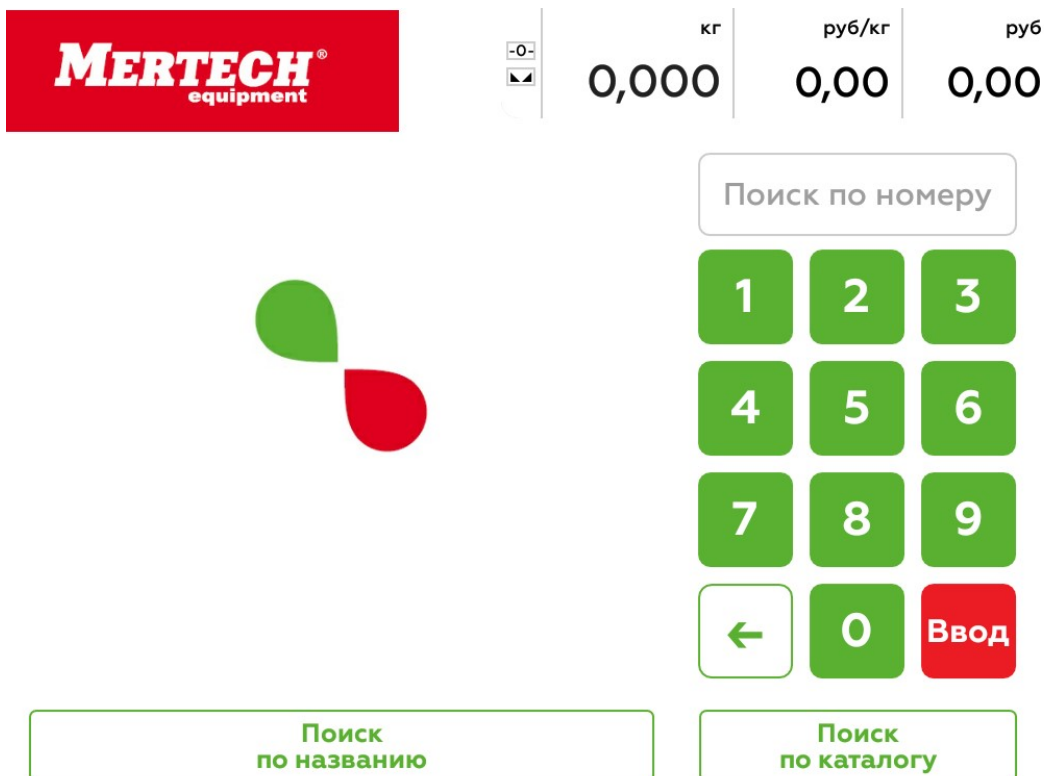 MERTECH®
equipment
-0-
кг
0,000
руб/кг
0,00
руб
0,00
Поиск по номеру
1 2 3
4 5 6
7 8 9
← 0 Ввод
Поиск
по названию
Поиск
по каталогу